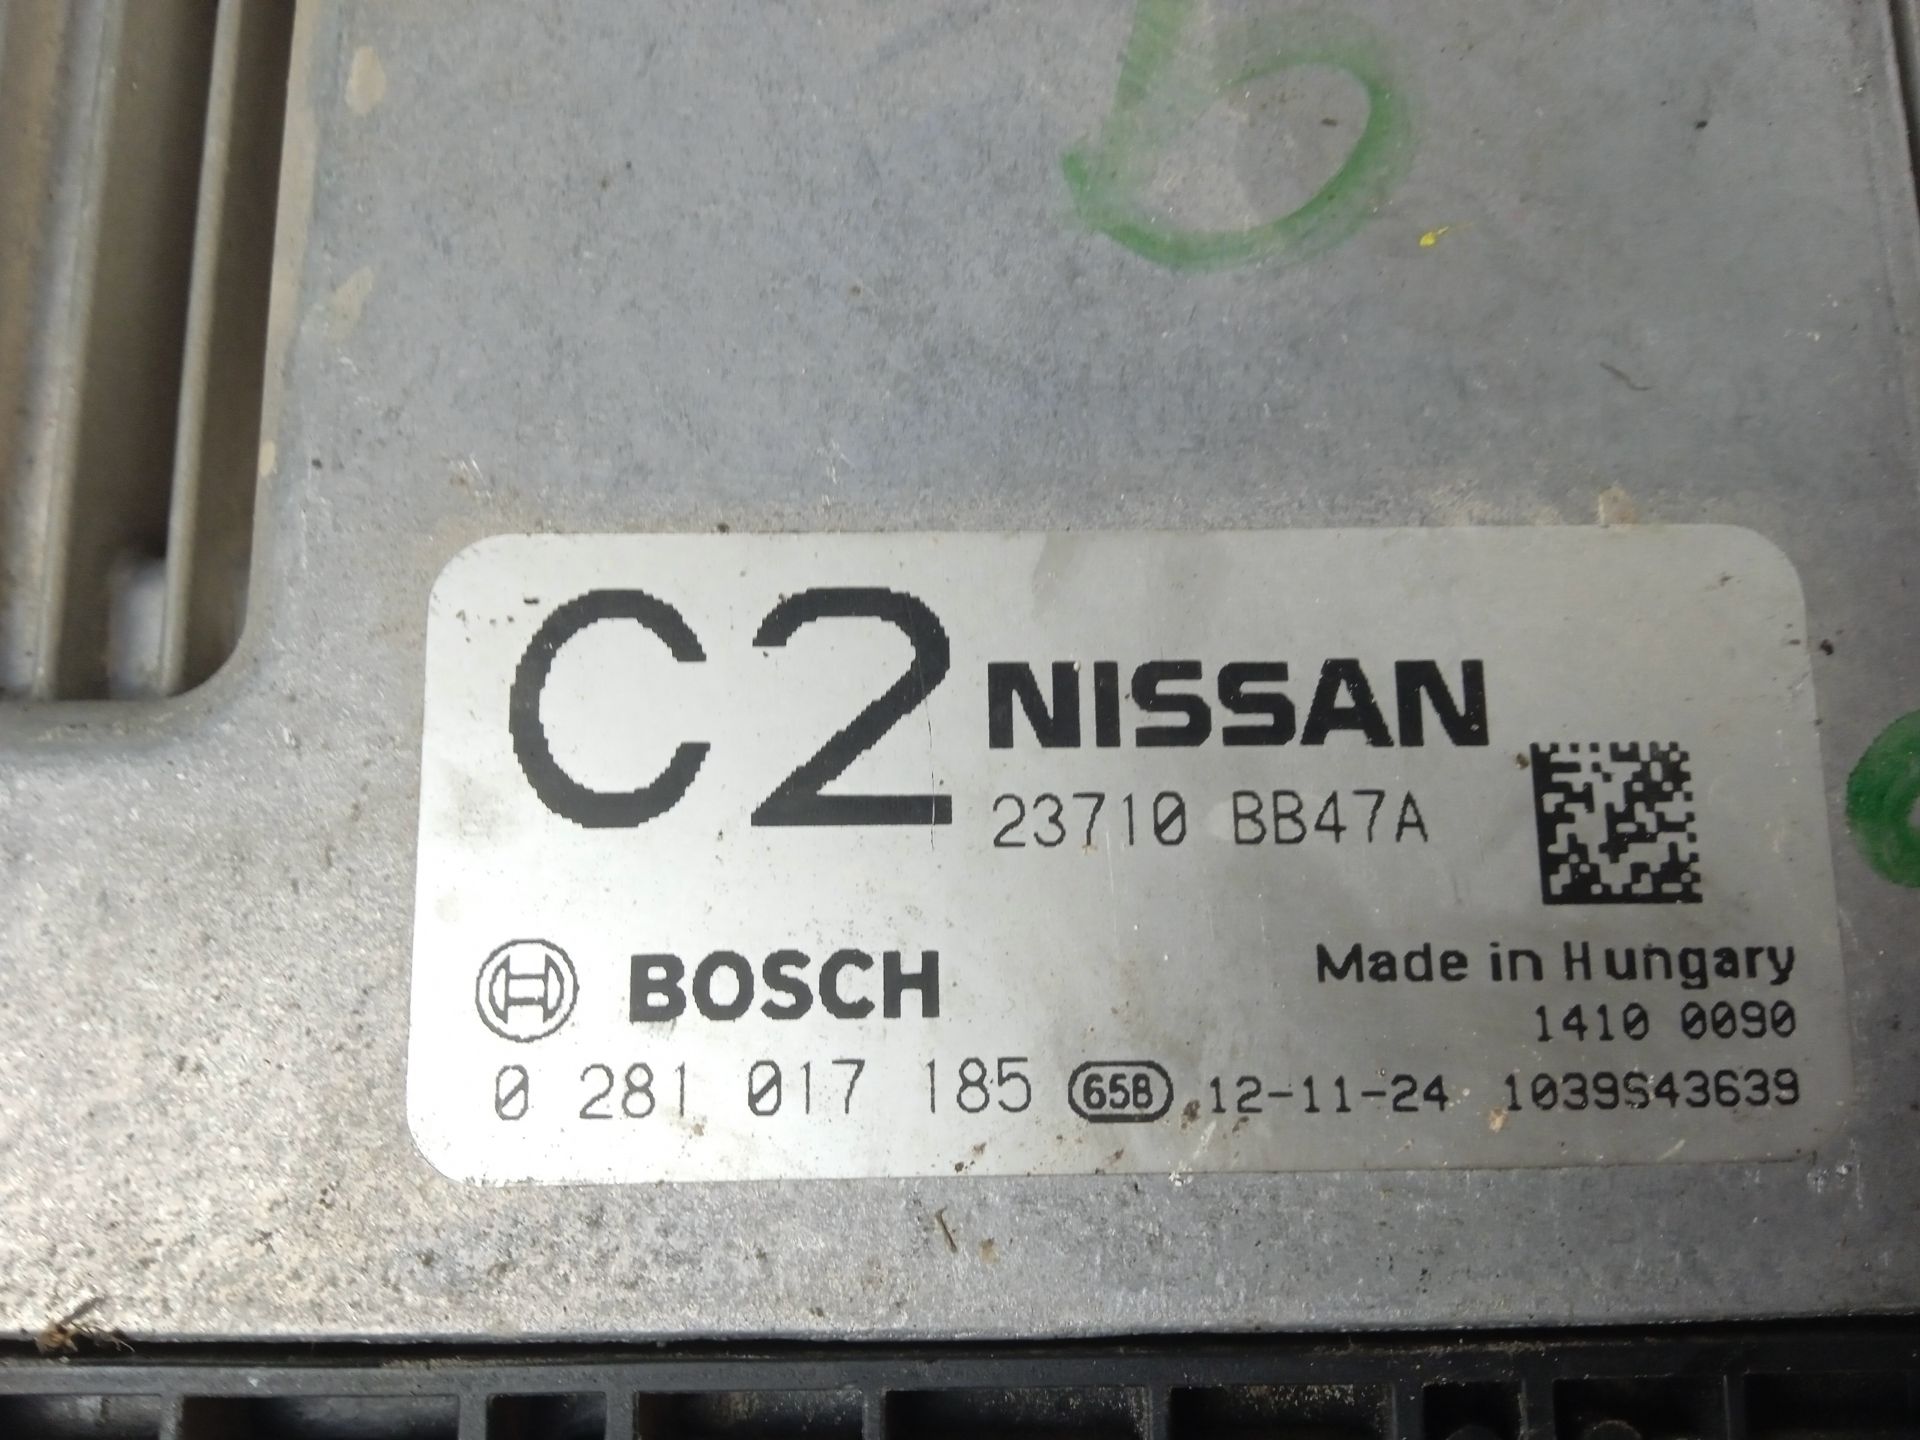 C2
NISSAN
23710 BB47A
BOSCH
Made in Hungary
1410 0090
0 281 017 185 658 12-11-24 1039S43639